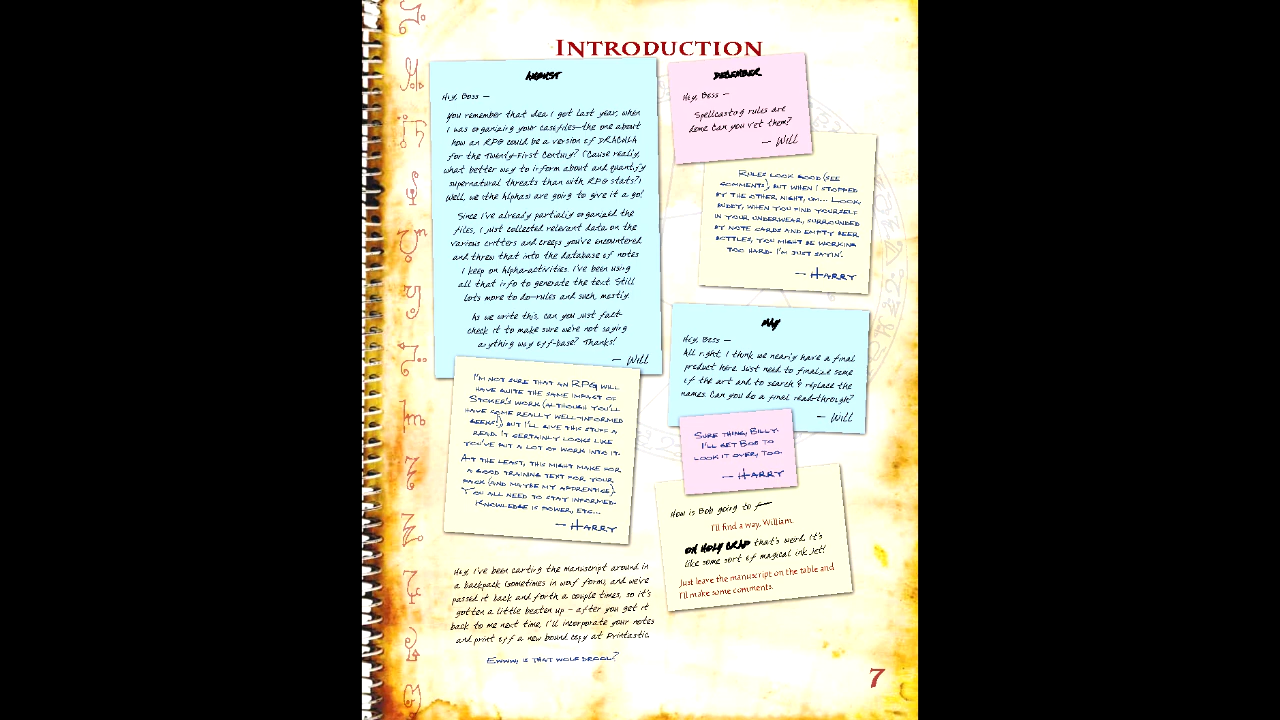 INTRODUCTION
AUGUST
Hey, Boss —
you remember that idea I got last year, when
I was organizing your casefiles—the one about
how an RPG could be a version of DRACULA
for the Twenty-First Century? ('Cause really,
what better way to inform about and quantify
supernatural threats than with RPG stats?)
Well, we (the Alphas) are going to give it a go!
Since I've already partially organized the
files, I just collected relevant data on the
various critters and creeps you've encountered
and threw that into the database of notes
I keep on Alpha-activities. I've been using
all that info to generate the text. Still
lots more to do—rules and such, mostly.
As we write this, can you just fact
check it to make sure we're not saying
anything way off-base? Thanks!
— Will
I'M NOT SURE THAT AN RPG WILL
HAVE QUITE THE SAME IMPACT OF
STOKER'S WORK (ALTHOUGH YOU'LL
HAVE SOME REALLY WELL-INFORMED
GEEKS!) BUT I'LL GIVE THIS STUFF A
READ. IT CERTAINLY LOOKS LIKE
YOU'VE PUT A LOT OF WORK INTO IT.
AT THE LEAST, THIS MIGHT MAKE FOR
A GOOD TRAINING TEXT FOR YOUR
PACK (AND MAYBE MY APPRENTICE).
YOU ALL NEED TO STAY INFORMED.
KNOWLEDGE IS POWER, ETC...
— HARRY
Hey, I've been carting the manuscript around in
a backpack (sometimes in wolf form), and we've
passed it back and forth a couple times, so it's
gotten a little beaten up – after you get it
back to me next time, I'll incorporate your notes
and print off a new bound copy at Printastic.
EWWW, IS THAT WOLF DROOL?
DECEMBER
Hey, Boss —
Spellcasting rules are
done can you vet them?
— Will
RULES LOOK GOOD (SEE
COMMENTS), BUT WHEN I STOPPED
BY THE OTHER NIGHT, UM... LOOK,
BUDDY, WHEN YOU FIND YOURSELF
IN YOUR UNDERWEAR, SURROUNDED
BY NOTE CARDS AND EMPTY BEER
BOTTLES, YOU MIGHT BE WORKING
TOO HARD. I'M JUST SAYIN'.
— HARRY
MAY
Hey, Boss —
All right, I think we nearly have a final
product here. Just need to finalize some
of the art and to search & replace the
names. Can you do a final read-through?
— Will
SURE THING, BILLY.
I'LL GET BOB TO
LOOK IT OVER, TOO.
— HARRY
How is Bob going to f—
I'll find a way, William.
OH HOLY CRAP that's weird. It's
like some sort of magical ink jet!
Just leave the manuscript on the table and
I'll make some comments.
7